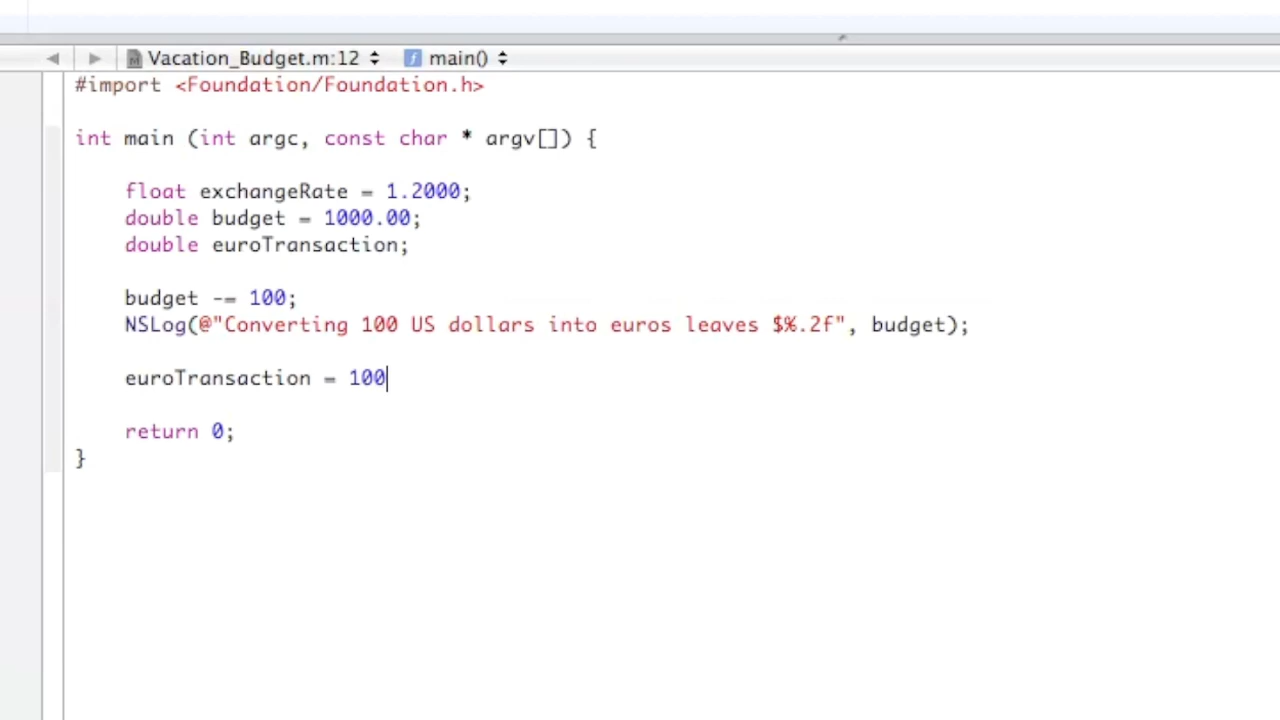 Vacation_Budget.m:12 main()
#import <Foundation/Foundation.h>
int main (int argc, const char * argv[]) {
float exchangeRate = 1.2000;
double budget = 1000.00;
double euroTransaction;
budget -= 100;
NSLog(@"Converting 100 US dollars into euros leaves $%.2f", budget);
euroTransaction = 100
return 0;
}